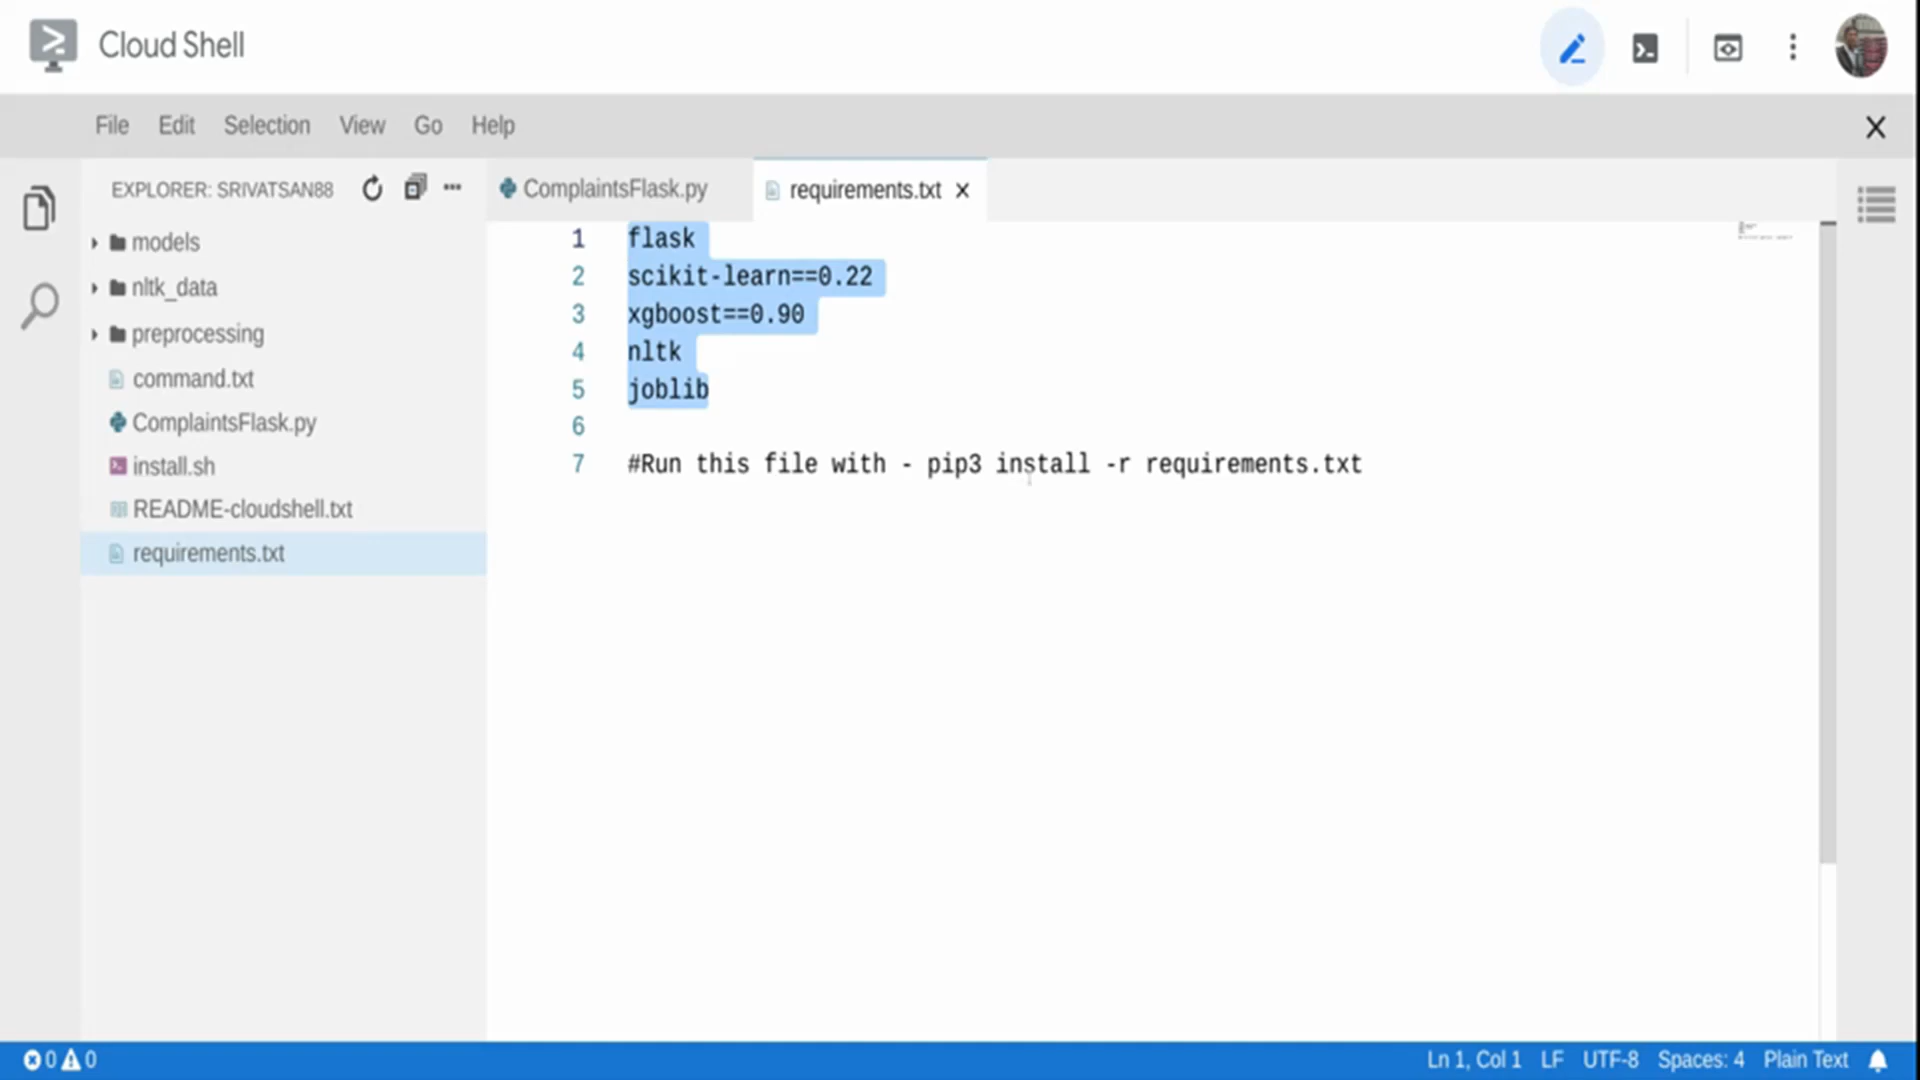 Cloud Shell
File Edit Selection View Go Help
EXPLORER: SRIVATSAN88
models
nltk_data
preprocessing
command.txt
ComplaintsFlask.py
install.sh
README-cloudshell.txt
requirements.txt
ComplaintsFlask.py requirements.txt
1 flask
2 scikit-learn==0.22
3 xgboost==0.90
4 nltk
5 joblib
6
7 #Run this file with - pip3 install -r requirements.txt
0 0 Ln 1, Col 1 LF UTF-8 Spaces: 4 Plain Text